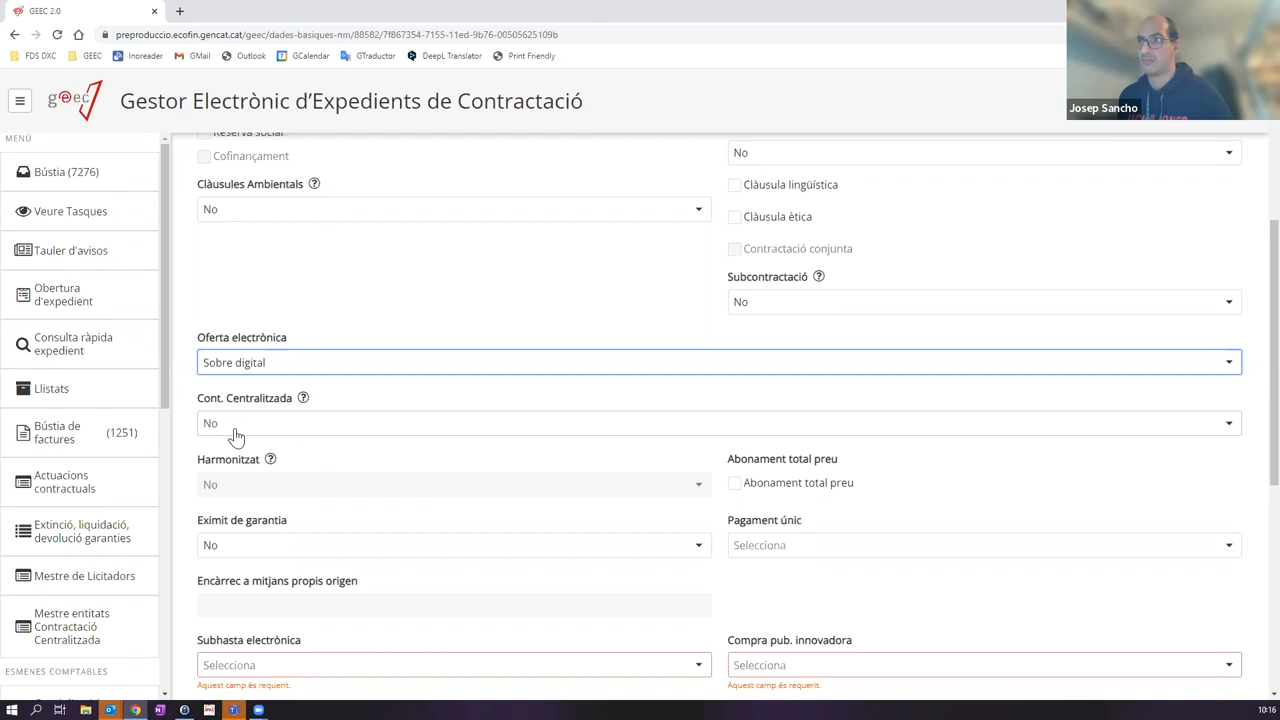 GEEC 2.0
preproduccio.ecofin.gencat.cat/geec/dades-basiques-nm/88582/7f867354-7155-11ed-9b76-00505625109b
FDS DXC
GEEC
Inoreader
GMail
Outlook
GCalendar
GTraductor
DeepL Translator
Print Friendly
geec
Gestor Electrònic d'Expedients de Contractació
Josep Sancho
MENÚ
Bústia (7276)
Veure Tasques
Tauler d'avisos
Obertura
d'expedient
Consulta ràpida
expedient
Llistats
Bústia de
factures
(1251)
Actuacions
contractuals
Extinció, liquidació,
devolució garanties
Mestre de Licitadors
Mestre entitats
Contractació
Centralitzada
ESMENES COMPTABLES
Reserva social
Cofinançament
No
Clàusules Ambientals
Clàusula lingüística
No
Clàusula ètica
Contractació conjunta
Subcontractació
No
Oferta electrònica
Sobre digital
Cont. Centralitzada
No
Harmonitzat
Abonament total preu
No
Abonament total preu
Eximit de garantia
Pagament únic
No
Selecciona
Encàrrec a mitjans propis origen
Subhasta electrònica
Compra pub. innovadora
Selecciona
Selecciona
Aquest camp és requerit.
Aquest camp és requerit.
10:16